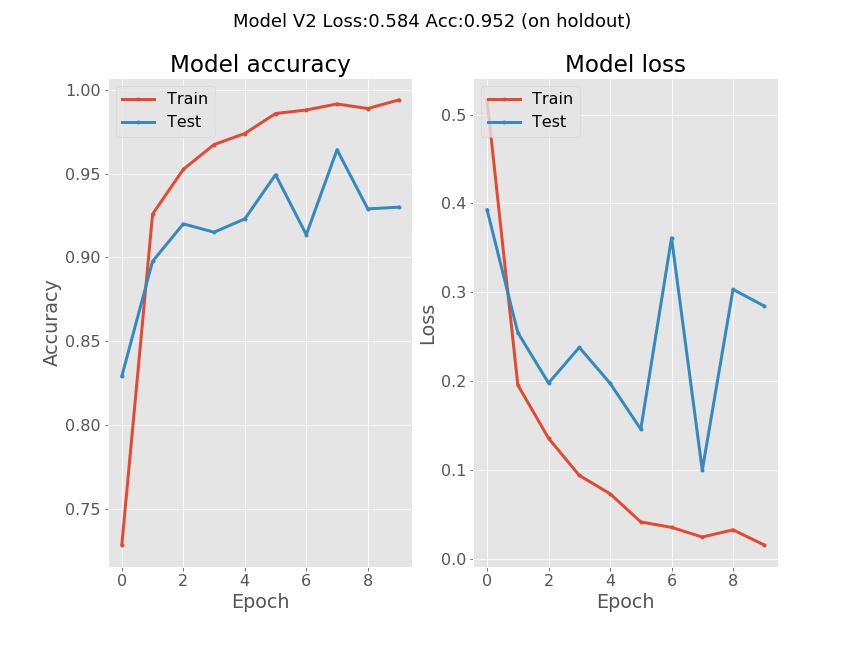 Model V2 Loss:0.584 Acc:0.952 (on holdout)
Model accuracy
Train
Test
1.00
0.95
0.90
0.85
0.80
0.75
Accuracy
0 2 4 6 8
Epoch
Model loss
Train
Test
0.5
0.4
0.3
0.2
0.1
0.0
Loss
0 2 4 6 8
Epoch